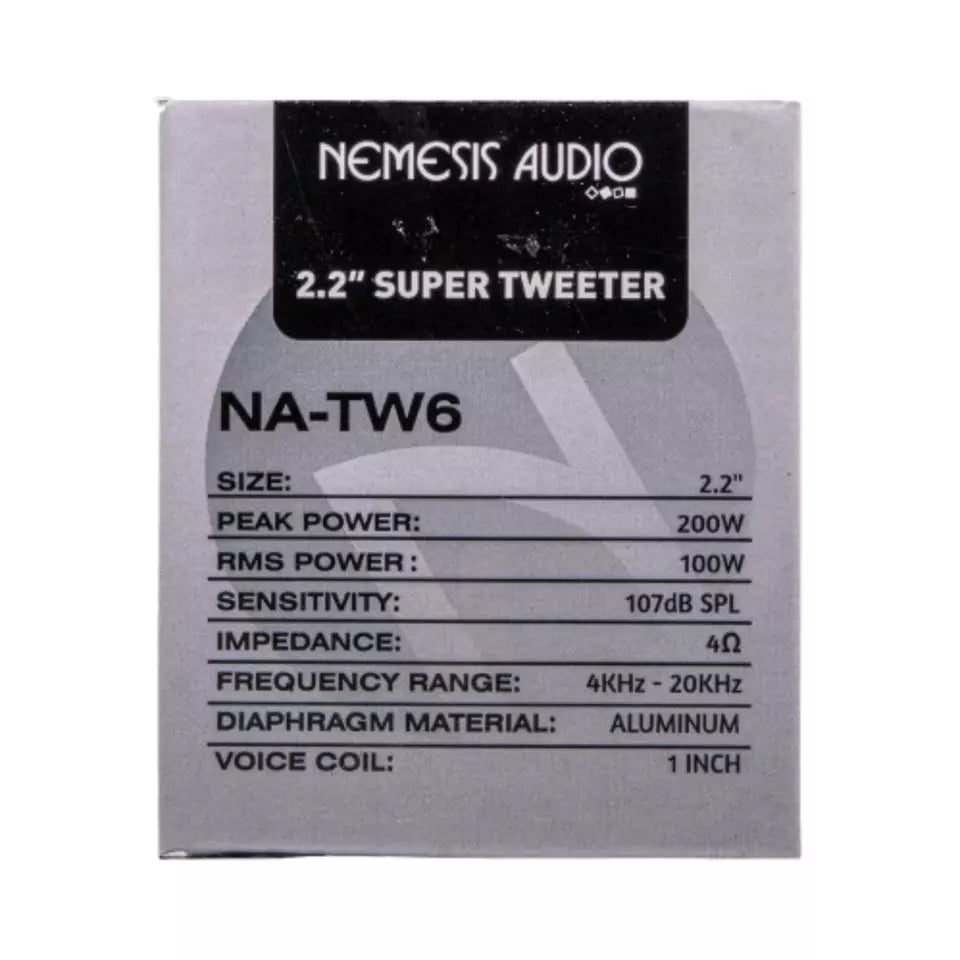 NEMESIS AUDIO
2.2” SUPER TWEETER
NA-TW6
SIZE: 2.2"
PEAK POWER: 200W
RMS POWER : 100W
SENSITIVITY: 107dB SPL
IMPEDANCE: 4Ω
FREQUENCY RANGE: 4KHz - 20KHz
DIAPHRAGM MATERIAL: ALUMINUM
VOICE COIL: 1 INCH